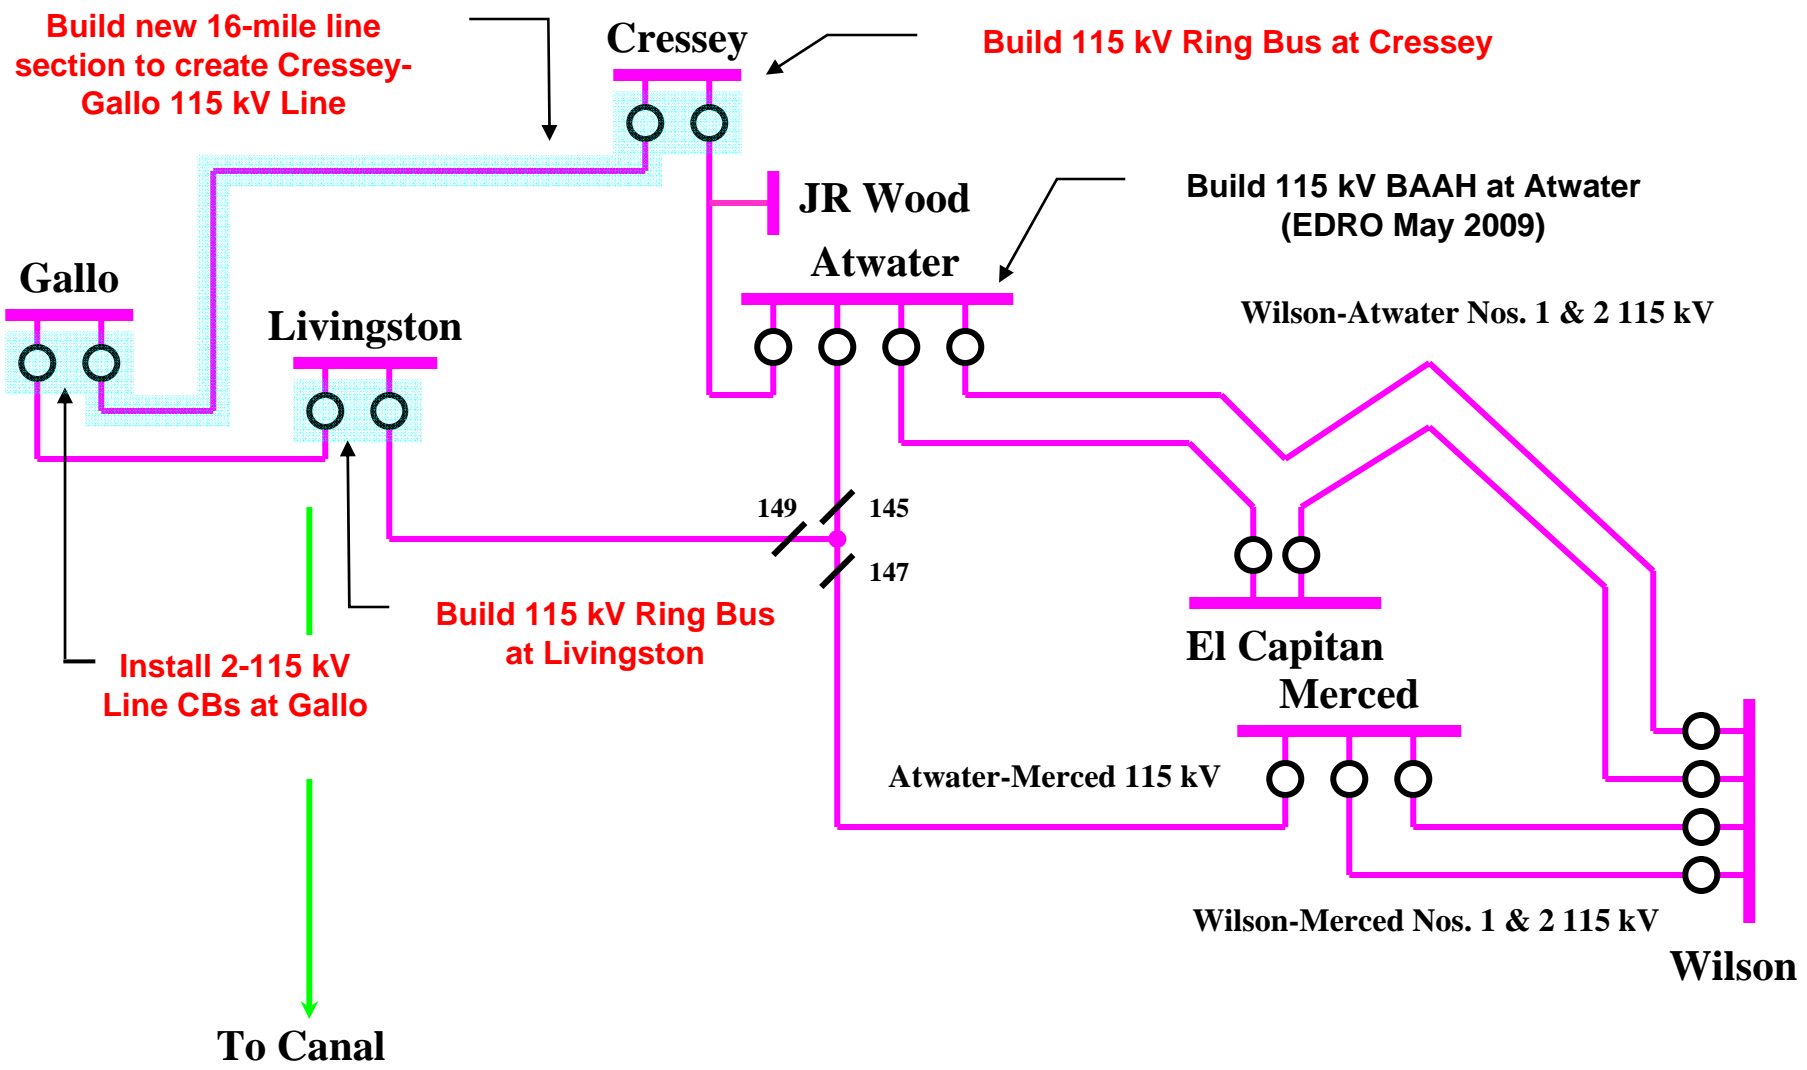 Build new 16-mile line
section to create Cressey-
Gallo 115 kV Line
Cressey
Build 115 kV Ring Bus at Cressey
JR Wood
Build 115 kV BAAH at Atwater
(EDRO May 2009)
Atwater
Gallo
Livingston
Wilson-Atwater Nos. 1 & 2 115 kV
149
145
147
Build 115 kV Ring Bus
at Livingston
Install 2-115 kV
Line CBs at Gallo
El Capitan
Merced
Atwater-Merced 115 kV
Wilson-Merced Nos. 1 & 2 115 kV
Wilson
To Canal